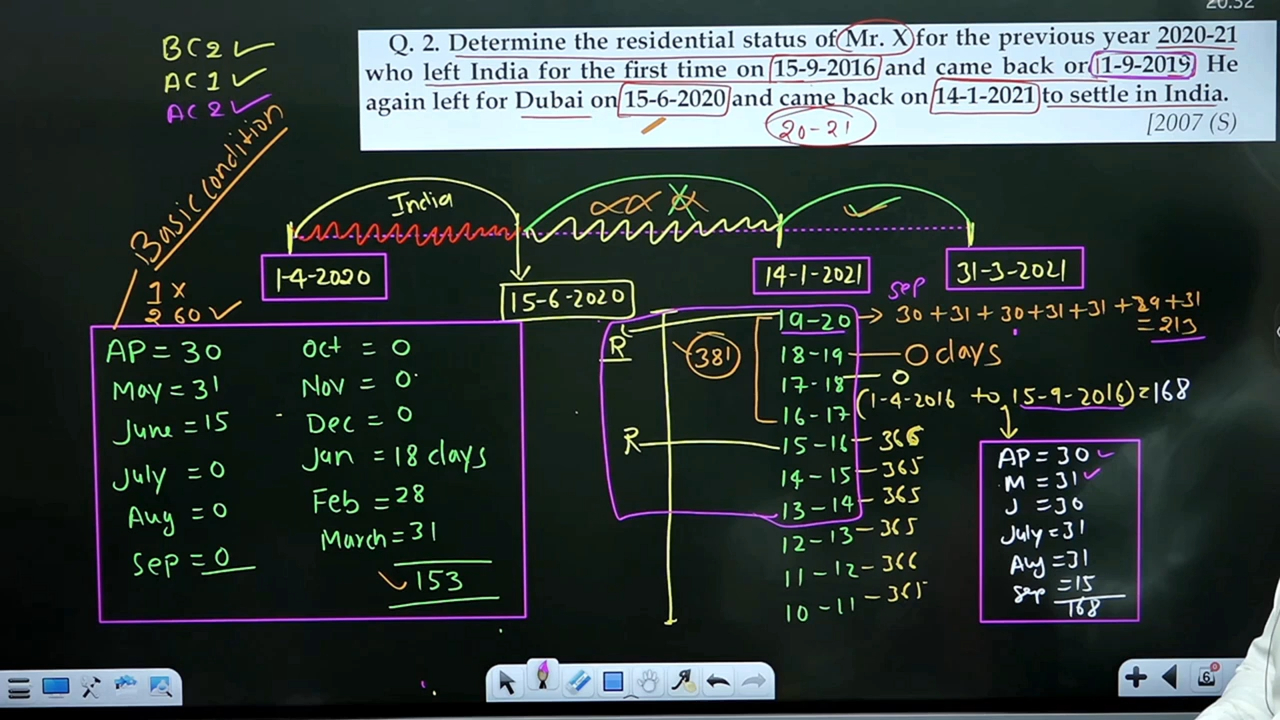 20:52
BC2 ✓
AC1 ✓
AC2 ✓
Q. 2. Determine the residential status of Mr. X for the previous year 2020-21
who left India for the first time on 15-9-2016 and came back or 1-9-2019. He
again left for Dubai on 15-6-2020 and came back on 14-1-2021 to settle in India.
20-21
[2007 (S)
Basic condition
1 x
2 60 ✓
India
1-4-2020
15-6-2020
14-1-2021
31-3-2021
AP = 30
May = 31
June = 15
July = 0
Aug = 0
Sep = 0
Oct = 0
Nov = 0
Dec = 0
Jan = 18 days
Feb = 28
March = 31
153
R
381
R
sep
19-20 → 30 + 31 + 30 + 31 + 31 + 29 + 31
= 213
18-19 — 0 days
17-18 — 0
16-17 (1-4-2016 to 15-9-2016) = 168
15-16 - 366
14-15 - 365
13-14 - 365
12-13 - 365
11-12 - 366
10-11 - 365
AP = 30
M = 31
J = 30
July = 31
Aug = 31
Sep = 15
168
6